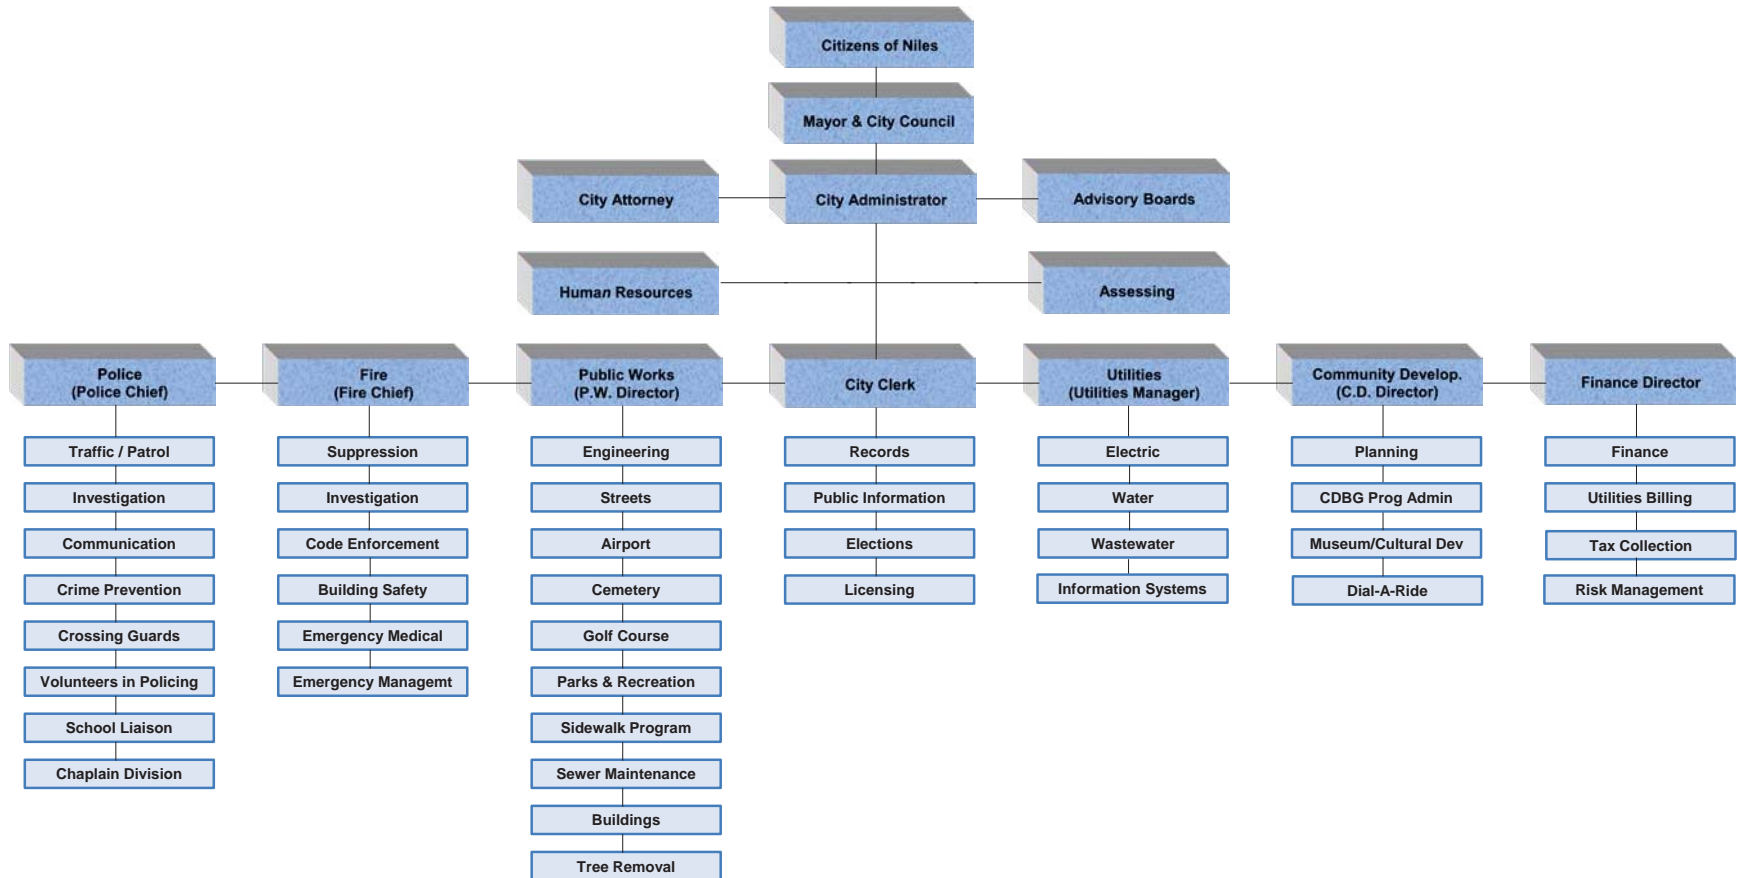 Citizens of Niles
Mayor & City Council
City Attorney
City Administrator
Advisory Boards
Human Resources
Assessing
Police
(Police Chief)
Fire
(Fire Chief)
Public Works
(P.W. Director)
City Clerk
Utilities
(Utilities Manager)
Community Develop.
(C.D. Director)
Finance Director
Traffic / Patrol
Investigation
Communication
Crime Prevention
Crossing Guards
Volunteers in Policing
School Liaison
Chaplain Division
Suppression
Investigation
Code Enforcement
Building Safety
Emergency Medical
Emergency Managemt
Engineering
Streets
Airport
Cemetery
Golf Course
Parks & Recreation
Sidewalk Program
Sewer Maintenance
Buildings
Tree Removal
Records
Public Information
Elections
Licensing
Electric
Water
Wastewater
Information Systems
Planning
CDBG Prog Admin
Museum/Cultural Dev
Dial-A-Ride
Finance
Utilities Billing
Tax Collection
Risk Management